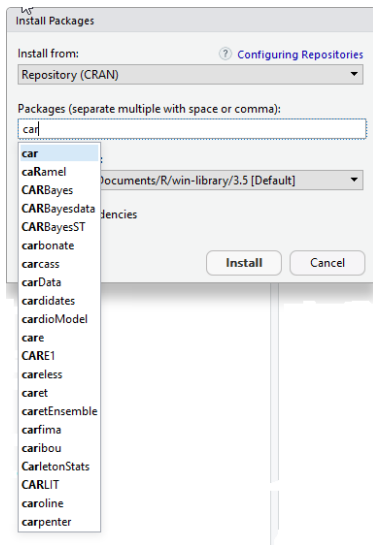 Install Packages
Install from:
? Configuring Repositories
Repository (CRAN)
Packages (separate multiple with space or comma):
car
car
caRamel
CARBayes
CARBayesdata
CARBayesST
carbonate
carcass
carData
cardidates
cardioModel
care
CARE1
careless
caret
caretEnsemble
carfima
caribou
CarletonStats
CARLIT
caroline
carpenter
:
Documents/R/win-library/3.5 [Default]
dencies
Install
Cancel